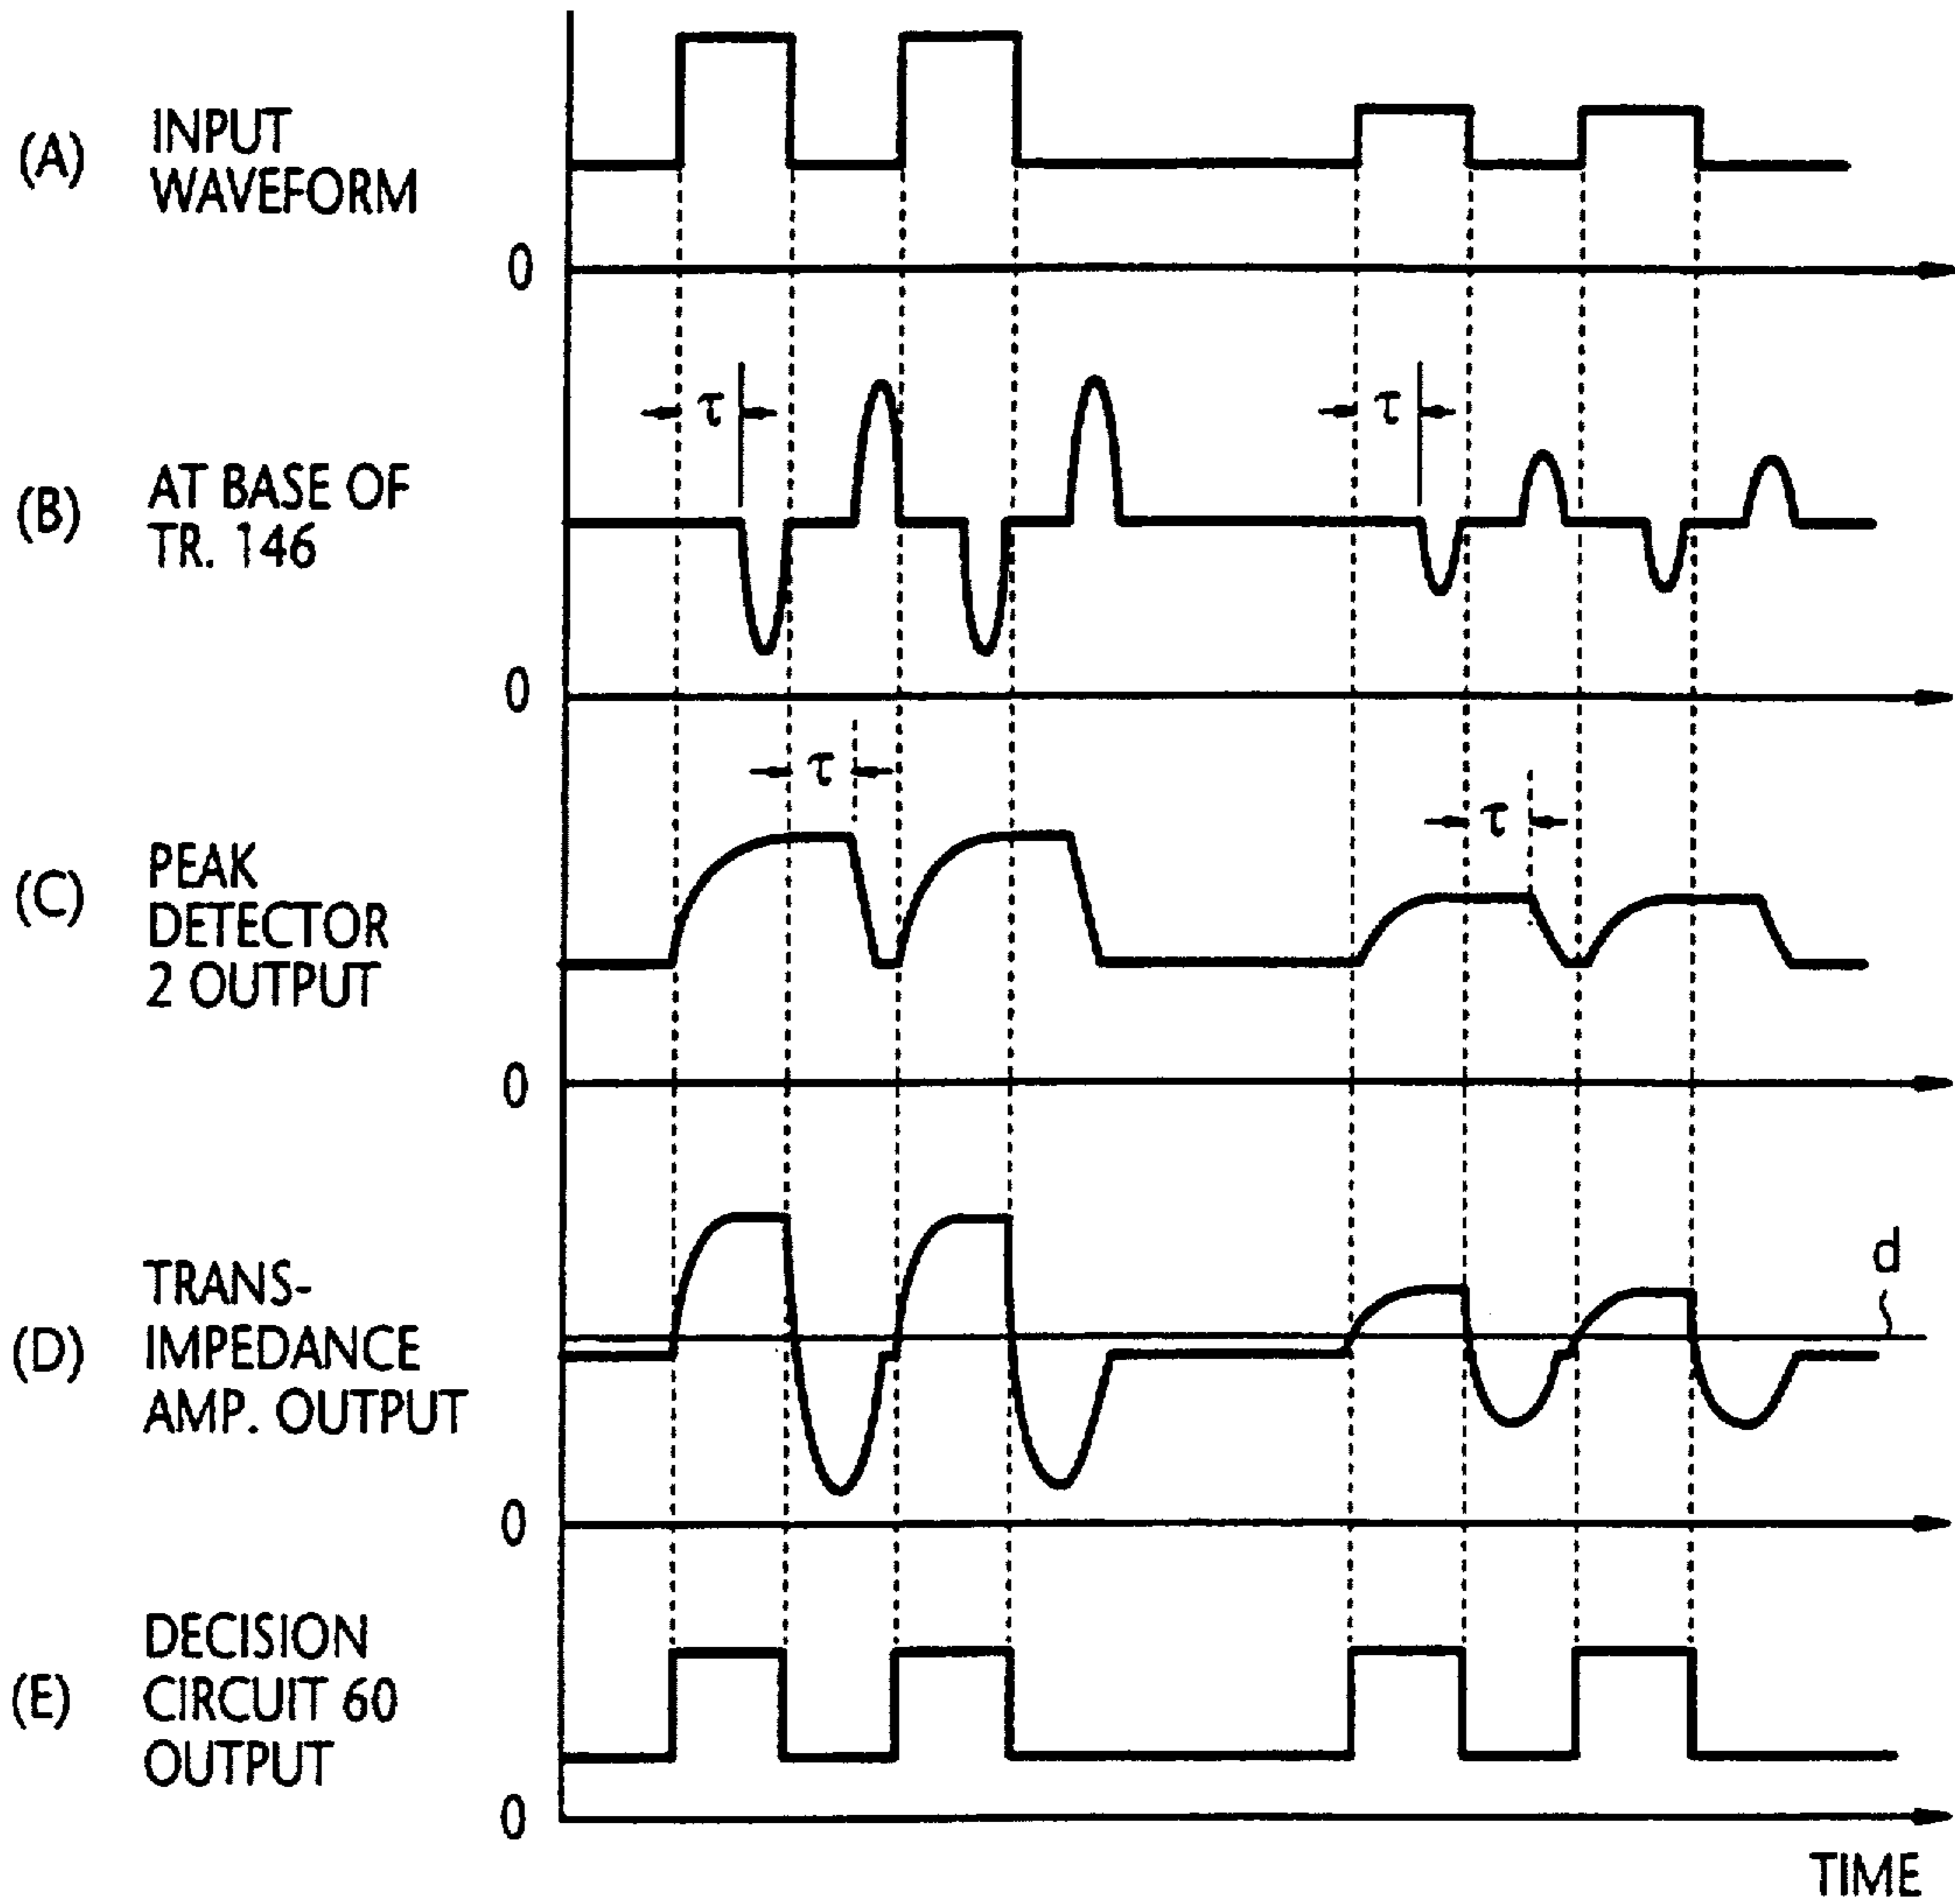 (A) INPUT
WAVEFORM
0
τ
τ
(B) AT BASE OF
TR. 146
0
τ
τ
(C) PEAK
DETECTOR
2 OUTPUT
0
d
(D) TRANS-
IMPEDANCE
AMP. OUTPUT
0
(E) DECISION
CIRCUIT 60
OUTPUT
0
TIME